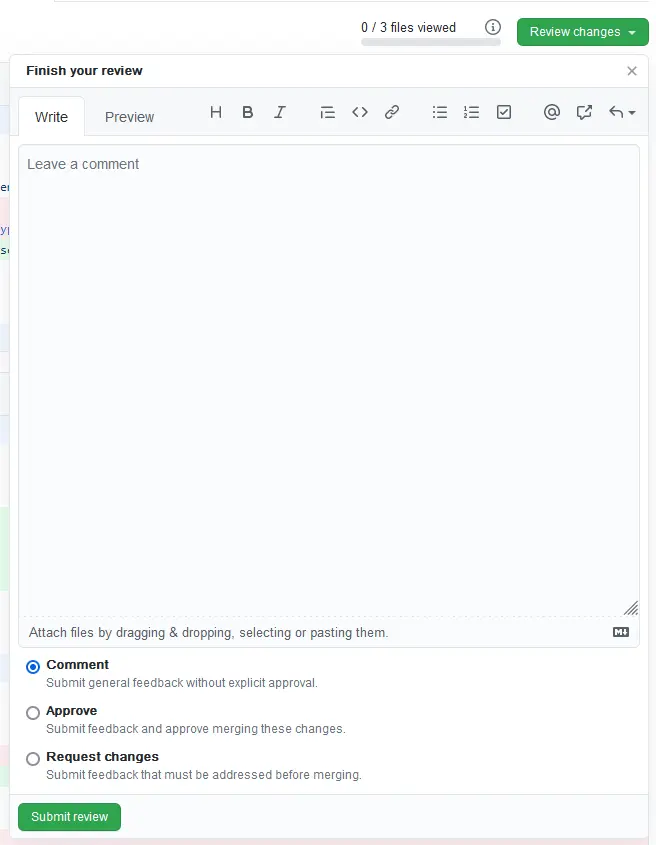 0 / 3 files viewed
Review changes
Finish your review
Write
Preview
H B I
Leave a comment
Attach files by dragging & dropping, selecting or pasting them.
Comment
Submit general feedback without explicit approval.
Approve
Submit feedback and approve merging these changes.
Request changes
Submit feedback that must be addressed before merging.
Submit review